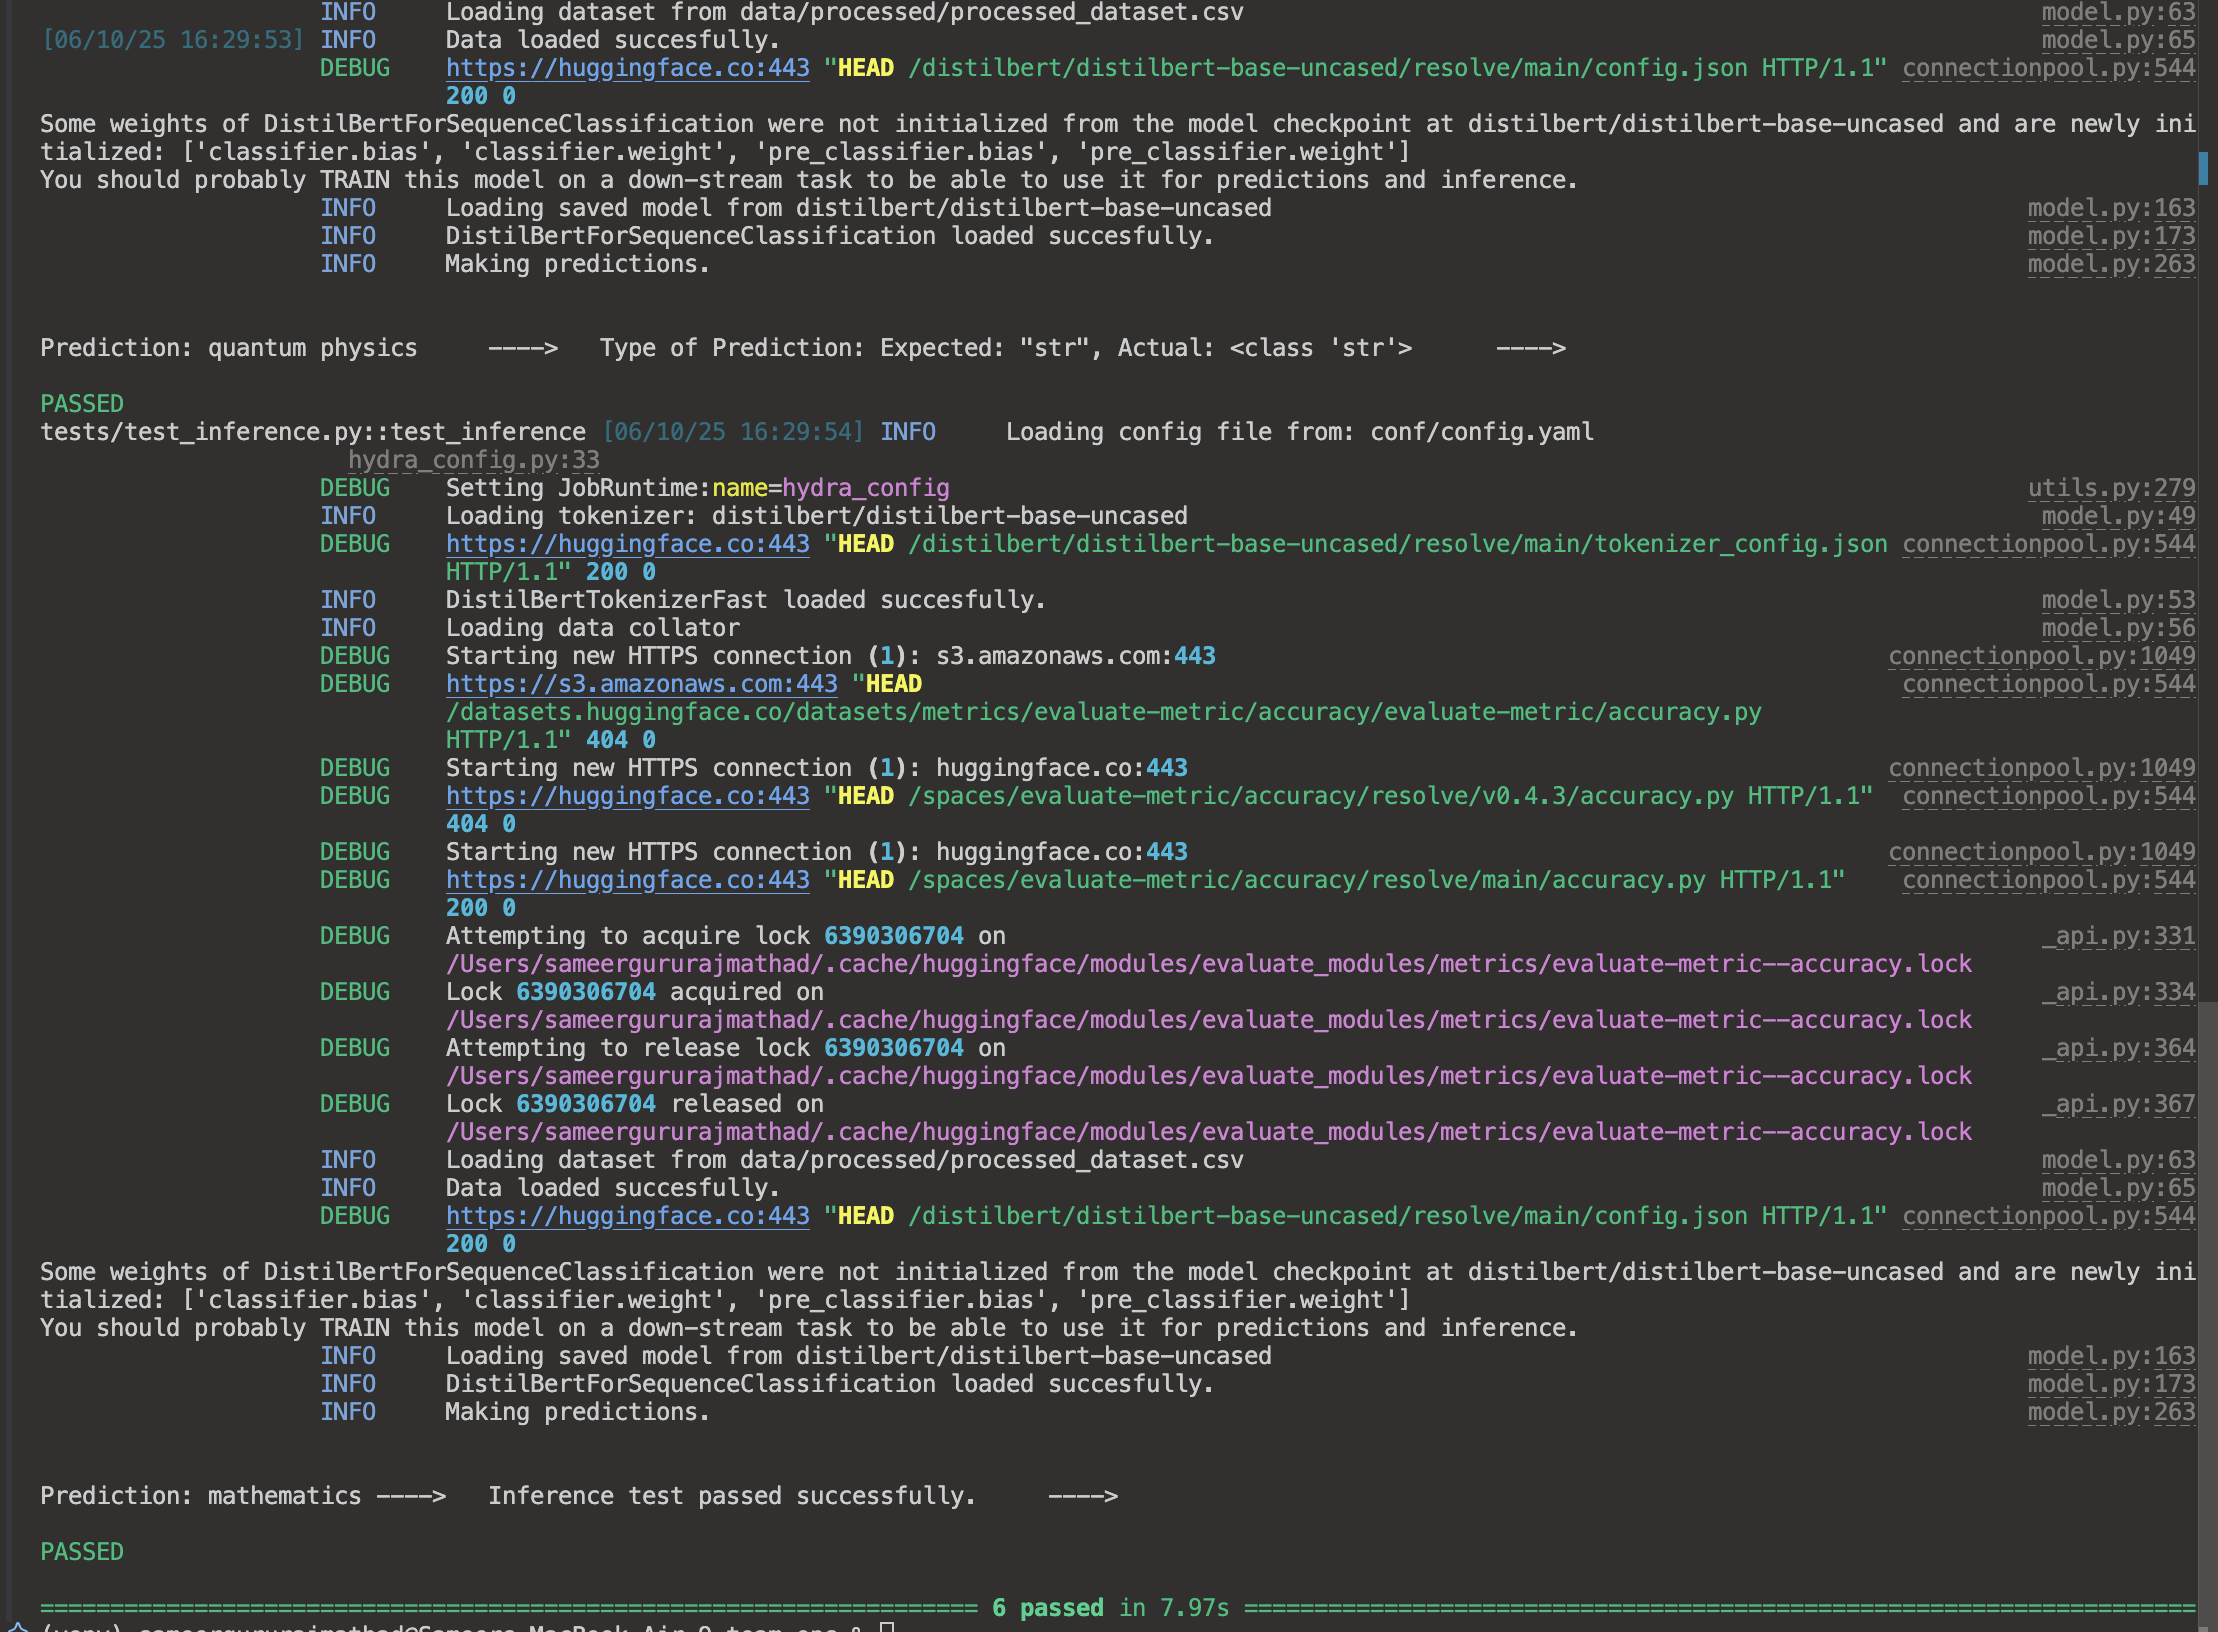 INFO Loading dataset from data/processed/processed_dataset.csv model.py:63
[06/10/25 16:29:53] INFO Data loaded succesfully. model.py:65
DEBUG https://huggingface.co:443 "HEAD /distilbert/distilbert-base-uncased/resolve/main/config.json HTTP/1.1" connectionpool.py:544
200 0
Some weights of DistilBertForSequenceClassification were not initialized from the model checkpoint at distilbert/distilbert-base-uncased and are newly ini
tialized: ['classifier.bias', 'classifier.weight', 'pre_classifier.bias', 'pre_classifier.weight']
You should probably TRAIN this model on a down-stream task to be able to use it for predictions and inference.
INFO Loading saved model from distilbert/distilbert-base-uncased model.py:163
INFO DistilBertForSequenceClassification loaded succesfully. model.py:173
INFO Making predictions. model.py:263
Prediction: quantum physics ----> Type of Prediction: Expected: "str", Actual: <class 'str'> ---->
PASSED
tests/test_inference.py::test_inference [06/10/25 16:29:54] INFO Loading config file from: conf/config.yaml
hydra_config.py:33
DEBUG Setting JobRuntime:name=hydra_config utils.py:279
INFO Loading tokenizer: distilbert/distilbert-base-uncased model.py:49
DEBUG https://huggingface.co:443 "HEAD /distilbert/distilbert-base-uncased/resolve/main/tokenizer_config.json connectionpool.py:544
HTTP/1.1" 200 0
INFO DistilBertTokenizerFast loaded succesfully. model.py:53
INFO Loading data collator model.py:56
DEBUG Starting new HTTPS connection (1): s3.amazonaws.com:443 connectionpool.py:1049
DEBUG https://s3.amazonaws.com:443 "HEAD connectionpool.py:544
/datasets.huggingface.co/datasets/metrics/evaluate-metric/accuracy/evaluate-metric/accuracy.py
HTTP/1.1" 404 0
DEBUG Starting new HTTPS connection (1): huggingface.co:443 connectionpool.py:1049
DEBUG https://huggingface.co:443 "HEAD /spaces/evaluate-metric/accuracy/resolve/v0.4.3/accuracy.py HTTP/1.1" connectionpool.py:544
404 0
DEBUG Starting new HTTPS connection (1): huggingface.co:443 connectionpool.py:1049
DEBUG https://huggingface.co:443 "HEAD /spaces/evaluate-metric/accuracy/resolve/main/accuracy.py HTTP/1.1" connectionpool.py:544
200 0
DEBUG Attempting to acquire lock 6390306704 on _api.py:331
/Users/sameergururajmathad/.cache/huggingface/modules/evaluate_modules/metrics/evaluate-metric--accuracy.lock
DEBUG Lock 6390306704 acquired on _api.py:334
/Users/sameergururajmathad/.cache/huggingface/modules/evaluate_modules/metrics/evaluate-metric--accuracy.lock
DEBUG Attempting to release lock 6390306704 on _api.py:364
/Users/sameergururajmathad/.cache/huggingface/modules/evaluate_modules/metrics/evaluate-metric--accuracy.lock
DEBUG Lock 6390306704 released on _api.py:367
/Users/sameergururajmathad/.cache/huggingface/modules/evaluate_modules/metrics/evaluate-metric--accuracy.lock
INFO Loading dataset from data/processed/processed_dataset.csv model.py:63
INFO Data loaded succesfully. model.py:65
DEBUG https://huggingface.co:443 "HEAD /distilbert/distilbert-base-uncased/resolve/main/config.json HTTP/1.1" connectionpool.py:544
200 0
Some weights of DistilBertForSequenceClassification were not initialized from the model checkpoint at distilbert/distilbert-base-uncased and are newly ini
tialized: ['classifier.bias', 'classifier.weight', 'pre_classifier.bias', 'pre_classifier.weight']
You should probably TRAIN this model on a down-stream task to be able to use it for predictions and inference.
INFO Loading saved model from distilbert/distilbert-base-uncased model.py:163
INFO DistilBertForSequenceClassification loaded succesfully. model.py:173
INFO Making predictions. model.py:263
Prediction: mathematics ----> Inference test passed successfully. ---->
PASSED
6 passed in 7.97s